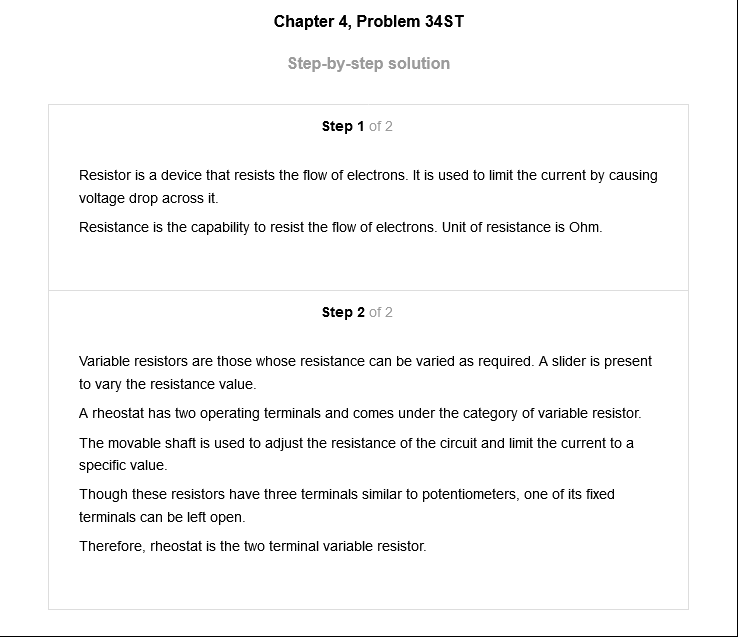 Chapter 4, Problem 34ST
Step-by-step solution
Step 1 of 2
Resistor is a device that resists the flow of electrons. It is used to limit the current by causing
voltage drop across it.
Resistance is the capability to resist the flow of electrons. Unit of resistance is Ohm.
Step 2 of 2
Variable resistors are those whose resistance can be varied as required. A slider is present
to vary the resistance value.
A rheostat has two operating terminals and comes under the category of variable resistor.
The movable shaft is used to adjust the resistance of the circuit and limit the current to a
specific value.
Though these resistors have three terminals similar to potentiometers, one of its fixed
terminals can be left open.
Therefore, rheostat is the two terminal variable resistor.